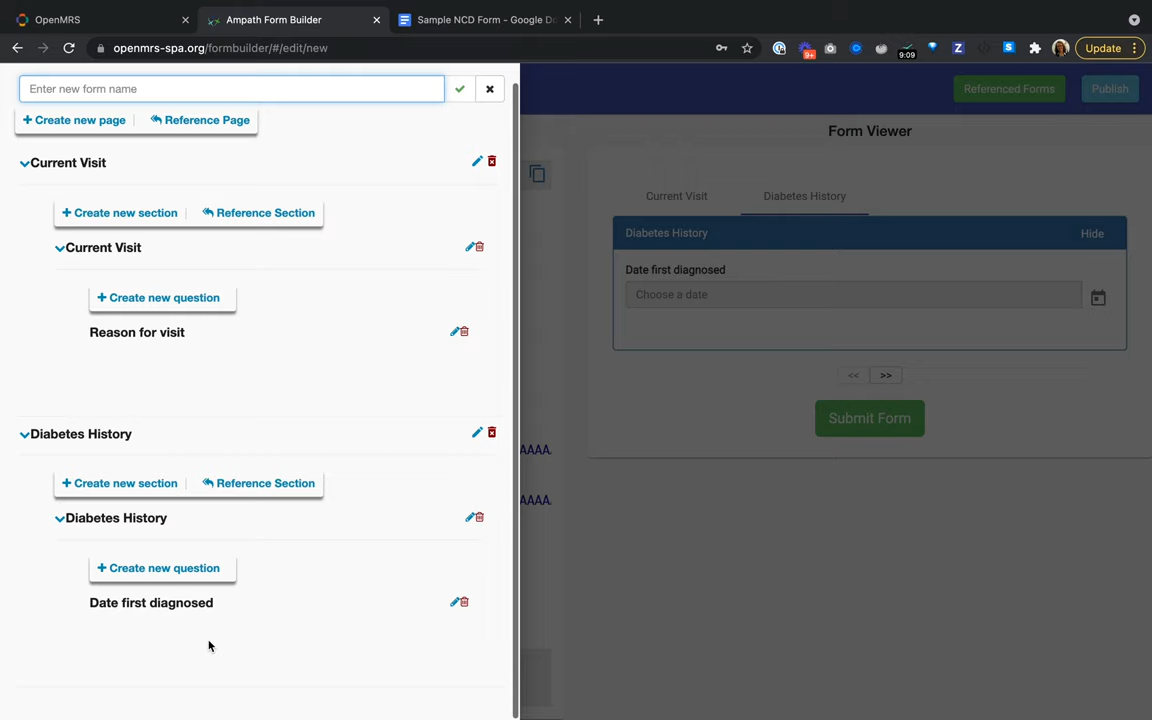 OpenMRS
Ampath Form Builder
Sample NCD Form - Google Do
openmrs-spa.org/formbuilder/#/edit/new
9+
9:09
Z
S
Update
Enter new form name
Referenced Forms
Publish
Create new page
Reference Page
Form Viewer
Current Visit
Current Visit
Diabetes History
Create new section
Reference Section
Diabetes History
Hide
Current Visit
Date first diagnosed
Choose a date
Create new question
Reason for visit
<<
>>
Submit Form
Diabetes History
AAAA.
Create new section
Reference Section
AAAA.
Diabetes History
Create new question
Date first diagnosed